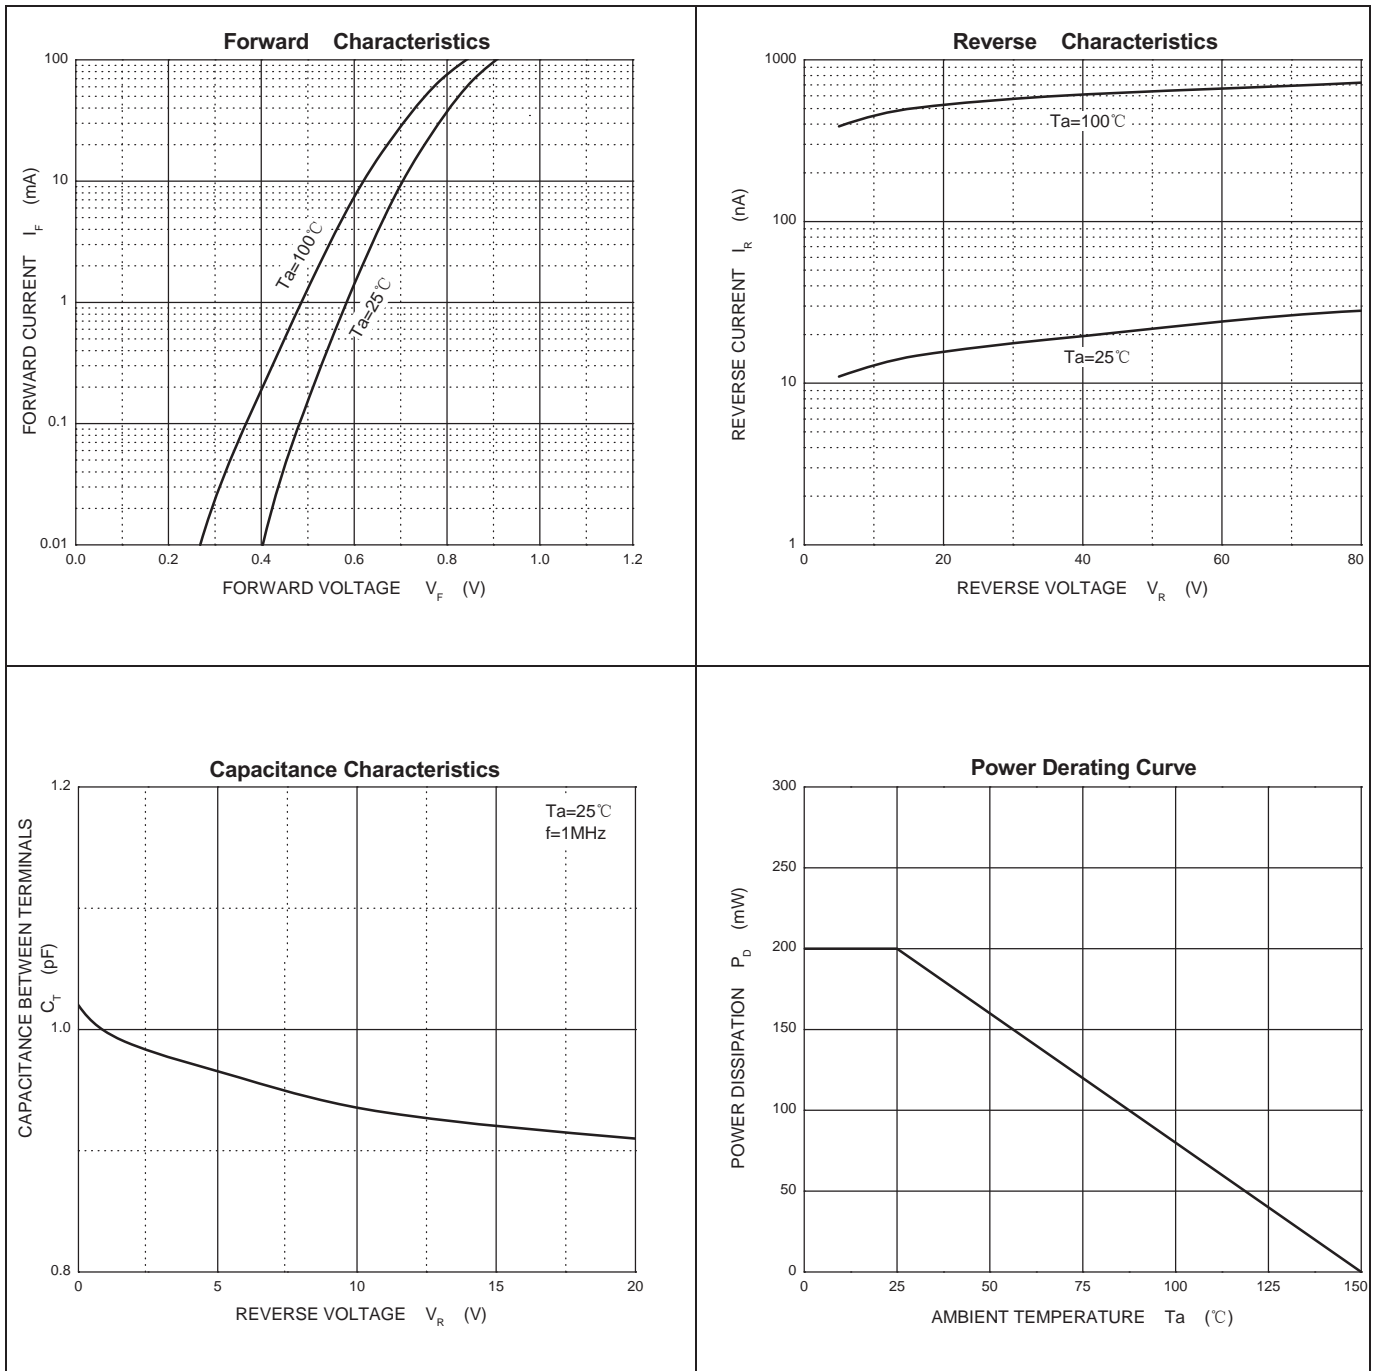 Forward Characteristics
100
10
1
0.1
0.01
0.0
0.2
0.4
0.6
0.8
1.0
1.2
FORWARD CURRENT I_F (mA)
Ta=100℃
Ta=25℃
FORWARD VOLTAGE V_F (V)
Reverse Characteristics
1000
100
10
1
0
20
40
60
80
REVERSE CURRENT I_R (nA)
Ta=100℃
Ta=25℃
REVERSE VOLTAGE V_R (V)
Capacitance Characteristics
1.2
1.0
0.8
0
5
10
15
20
Ta=25℃
f=1MHz
CAPACITANCE BETWEEN TERMINALS
C_T (pF)
REVERSE VOLTAGE V_R (V)
Power Derating Curve
300
250
200
150
100
50
0
0
25
50
75
100
125
150
POWER DISSIPATION P_D (mW)
AMBIENT TEMPERATURE Ta (℃)